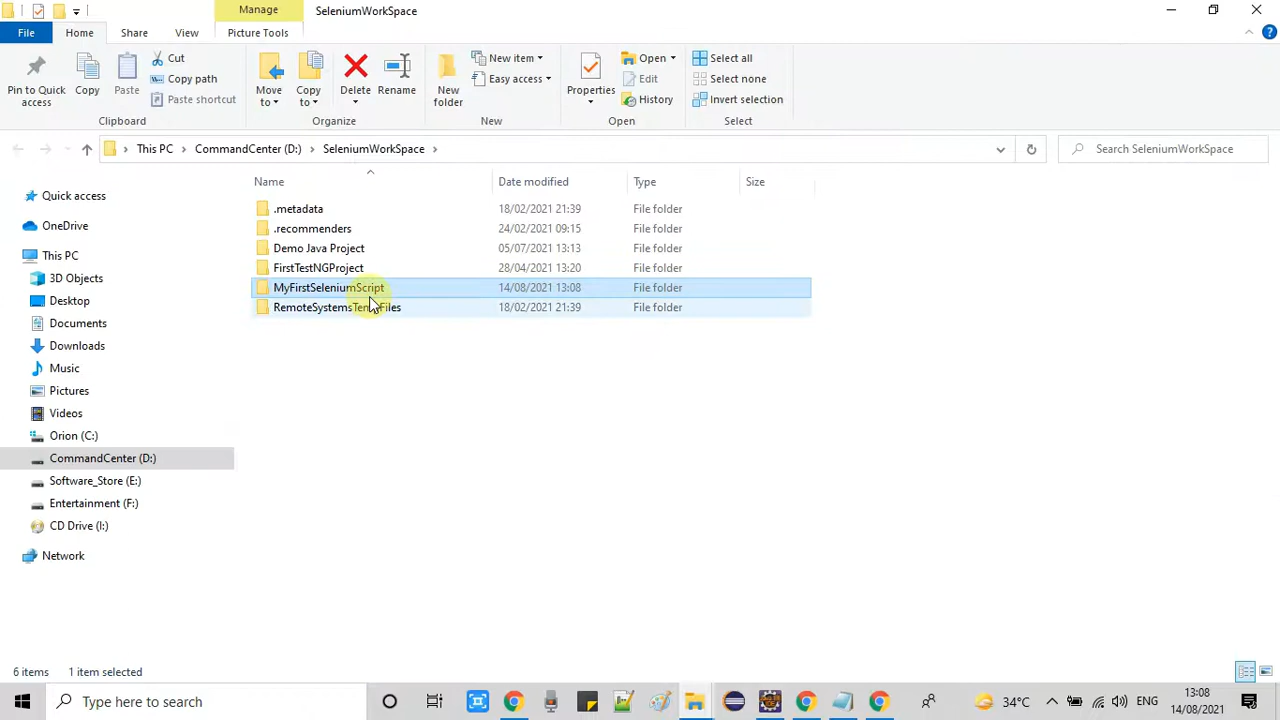 Manage
SeleniumWorkSpace
File
Home
Share
View
Picture Tools
Pin to Quick access
Copy
Paste
Cut
Copy path
Paste shortcut
Move to
Copy to
Delete
Rename
New folder
New item
Easy access
Properties
Open
Edit
History
Select all
Select none
Invert selection
Clipboard
Organize
New
Open
Select
This PC
CommandCenter (D:)
SeleniumWorkSpace
Search SeleniumWorkSpace
Name
Date modified
Type
Size
.metadata 18/02/2021 21:39 File folder
.recommenders 24/02/2021 09:15 File folder
Demo Java Project 05/07/2021 13:13 File folder
FirstTestNGProject 28/04/2021 13:20 File folder
MyFirstSeleniumScript 14/08/2021 13:08 File folder
RemoteSystemsTempFiles 18/02/2021 21:39 File folder
Quick access
OneDrive
This PC
3D Objects
Desktop
Documents
Downloads
Music
Pictures
Videos
Orion (C:)
CommandCenter (D:)
Software_Store (E:)
Entertainment (F:)
CD Drive (I:)
Network
6 items
1 item selected
Type here to search
34°C
ENG
13:08
14/08/2021